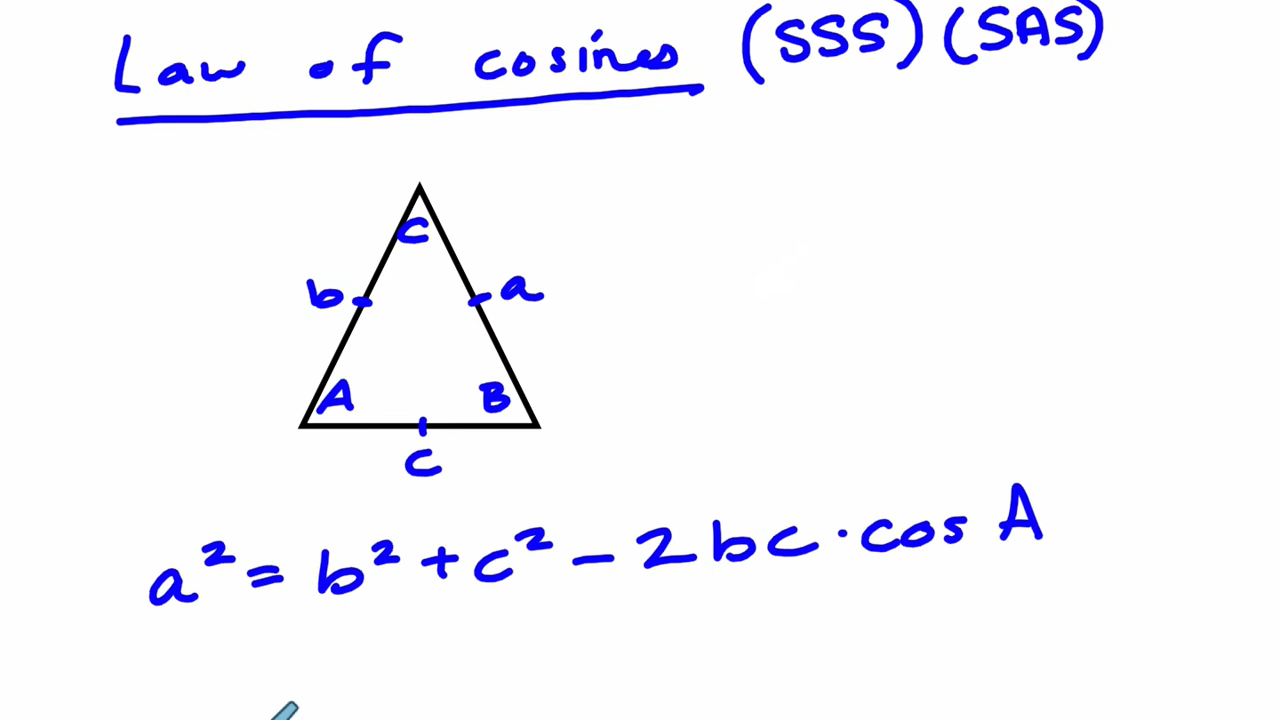 Law of cosines (SSS) (SAS)
C
b a
A B
c
a² = b² + c² - 2bc · cos A